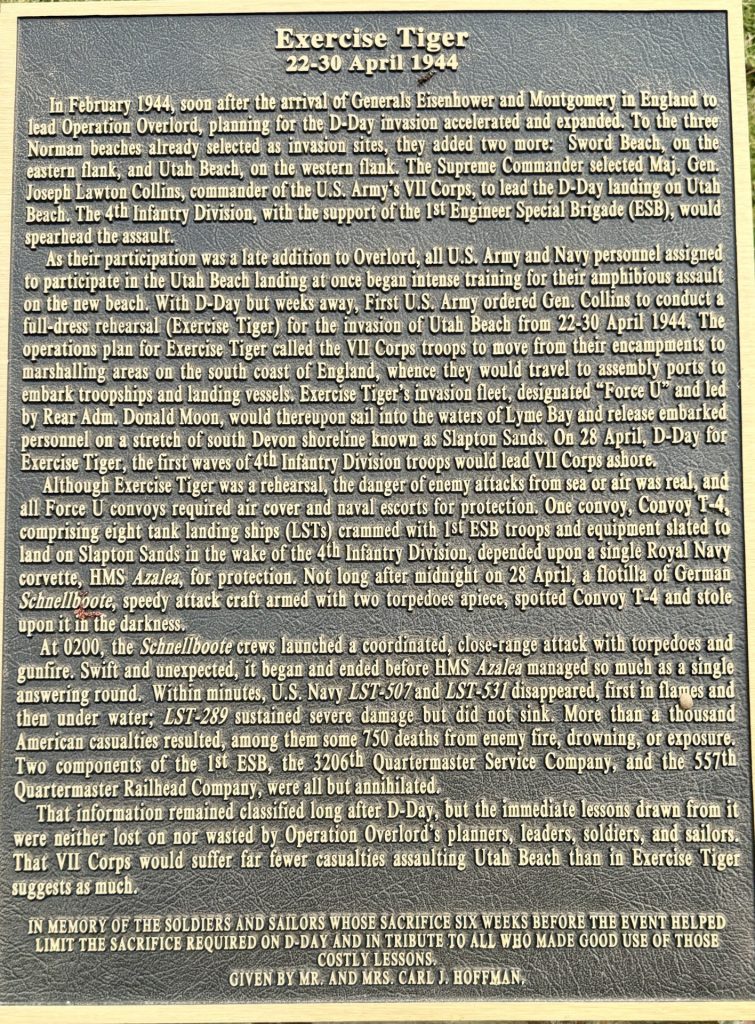 Exercise Tiger
22-30 April 1944
In February 1944, soon after the arrival of Generals Eisenhower and Montgomery in England to
lead Operation Overlord, planning for the D-Day invasion accelerated and expanded. To the three
Norman beaches already selected as invasion sites, they added two more: Sword Beach, on the
eastern flank, and Utah Beach, on the western flank. The Supreme Commander selected Maj. Gen.
Joseph Lawton Collins, commander of the U.S. Army's VII Corps, to lead the D-Day landing on Utah
Beach. The 4th Infantry Division, with the support of the 1st Engineer Special Brigade (ESB), would
spearhead the assault.
As their participation was a late addition to Overlord, all U.S. Army and Navy personnel assigned
to participate in the Utah Beach landing at once began intense training for their amphibious assault
on the new beach. With D-Day but weeks away, First U.S. Army ordered Gen. Collins to conduct a
full-dress rehearsal (Exercise Tiger) for the invasion of Utah Beach from 22-30 April 1944. The
operations plan for Exercise Tiger called the VII Corps troops to move from their encampments to
marshalling areas on the south coast of England, whence they would travel to assembly ports to
embark troopships and landing vessels. Exercise Tiger's invasion fleet, designated "Force U" and led
by Rear Adm. Donald Moon, would thereupon sail into the waters of Lyme Bay and release embarked
personnel on a stretch of south Devon shoreline known as Slapton Sands. On 28 April, D-Day for
Exercise Tiger, the first waves of 4th Infantry Division troops would lead VII Corps ashore.
Although Exercise Tiger was a rehearsal, the danger of enemy attacks from sea or air was real, and
all Force U convoys required air cover and naval escorts for protection. One convoy, Convoy T-4,
comprising eight tank landing ships (LSTs) crammed with 1st ESB troops and equipment slated to
land on Slapton Sands in the wake of the 4th Infantry Division, depended upon a single Royal Navy
corvette, HMS Azalea, for protection. Not long after midnight on 28 April, a flotilla of German
Schnellboote, speedy attack craft armed with two torpedoes apiece, spotted Convoy T-4 and stole
upon it in the darkness.
At 0200, the Schnellboote crews launched a coordinated, close-range attack with torpedoes and
gunfire. Swift and unexpected, it began and ended before HMS Azalea managed so much as a single
answering round. Within minutes, U.S. Navy LST-507 and LST-531 disappeared, first in flames and
then under water; LST-289 sustained severe damage but did not sink. More than a thousand
American casualties resulted, among them some 750 deaths from enemy fire, drowning, or exposure.
Two components of the 1st ESB, the 3206th Quartermaster Service Company, and the 557th
Quartermaster Railhead Company, were all but annihilated.
That information remained classified long after D-Day, but the immediate lessons drawn from it
were neither lost on nor wasted by Operation Overlord's planners, leaders, soldiers, and sailors.
That VII Corps would suffer far fewer casualties assaulting Utah Beach than in Exercise Tiger
suggests as much.
IN MEMORY OF THE SOLDIERS AND SAILORS WHOSE SACRIFICE SIX WEEKS BEFORE THE EVENT HELPED
LIMIT THE SACRIFICE REQUIRED ON D-DAY AND IN TRIBUTE TO ALL WHO MADE GOOD USE OF THOSE
COSTLY LESSONS.
GIVEN BY MR. AND MRS. CARL J. HOFFMAN.